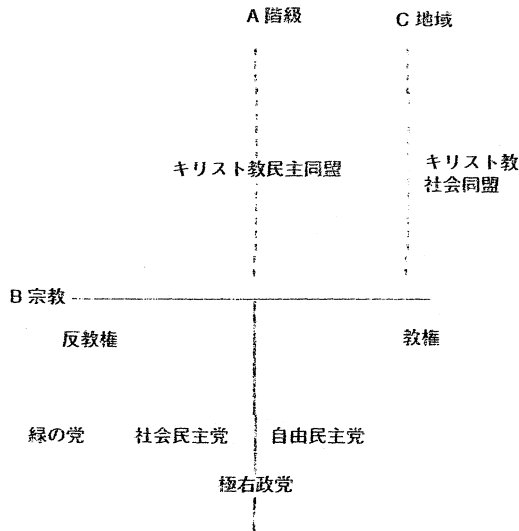 A 階級
C 地域
キリスト教民主同盟
キリスト教
社会同盟
B 宗教
反教権
教権
緑の党
社会民主党
自由民主党
極右政党